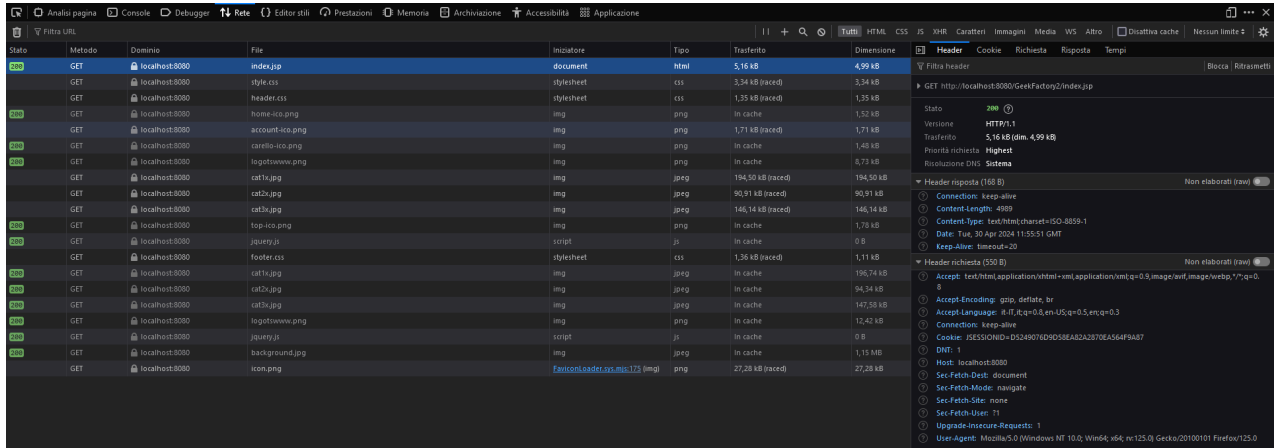 Analisi pagina Console Debugger Rete Editor stili Prestazioni Memoria Archiviazione Accessibilità Applicazione
Filtra URL Tutti HTML CSS JS XHR Caratteri Immagini Media WS Altro Disattiva cache Nessun limite
Stato Metodo Dominio File Iniziatore Tipo Trasferito Dimensione
200 GET localhost:8080 index.jsp document html 5,16 kB 4,99 kB
GET localhost:8080 style.css stylesheet css 3,34 kB (raced) 3,34 kB
GET localhost:8080 header.css stylesheet css 1,35 kB (raced) 1,35 kB
200 GET localhost:8080 home-ico.png img png In cache 1,52 kB
GET localhost:8080 account-ico.png img png 1,71 kB (raced) 1,71 kB
200 GET localhost:8080 carello-ico.png img png In cache 1,48 kB
200 GET localhost:8080 logotswww.png img png In cache 8,73 kB
GET localhost:8080 cat1x.jpg img jpeg 194,50 kB (raced) 194,50 kB
GET localhost:8080 cat2x.jpg img jpeg 90,91 kB (raced) 90,91 kB
GET localhost:8080 cat3x.jpg img jpeg 146,14 kB (raced) 146,14 kB
200 GET localhost:8080 top-ico.png img png In cache 1,78 kB
200 GET localhost:8080 jquery.js script js In cache 0 B
GET localhost:8080 footer.css stylesheet css 1,36 kB (raced) 1,11 kB
200 GET localhost:8080 cat1x.jpg img jpeg In cache 196,74 kB
200 GET localhost:8080 cat2x.jpg img jpeg In cache 94,34 kB
200 GET localhost:8080 cat3x.jpg img jpeg In cache 147,58 kB
200 GET localhost:8080 logotswww.png img png In cache 12,42 kB
200 GET localhost:8080 jquery.js script js In cache 0 B
200 GET localhost:8080 background.jpg img jpeg In cache 1,15 MB
GET localhost:8080 icon.png FaviconLoader.sys.mjs:175 (img) png 27,28 kB (raced) 27,28 kB
Header Cookie Richiesta Risposta Tempi
Filtra header Blocca Ritrasmetti
GET http://localhost:8080/GeekFactory2/index.jsp
Stato 200
Versione HTTP/1.1
Trasferito 5,16 kB (dim. 4,99 kB)
Priorità richiesta Highest
Risoluzione DNS Sistema
Header risposta (168 B) Non elaborati (raw)
Connection: keep-alive
Content-Length: 4989
Content-Type: text/html;charset=ISO-8859-1
Date: Tue, 30 Apr 2024 11:55:51 GMT
Keep-Alive: timeout=20
Header richiesta (550 B) Non elaborati (raw)
Accept: text/html,application/xhtml+xml,application/xml;q=0.9,image/avif,image/webp,*/*;q=0.
8
Accept-Encoding: gzip, deflate, br
Accept-Language: it-IT,it;q=0.8,en-US;q=0.5,en;q=0.3
Connection: keep-alive
Cookie: JSESSIONID=D5249076D9D58EA82A2870EA564F9A87
DNT: 1
Host: localhost:8080
Sec-Fetch-Dest: document
Sec-Fetch-Mode: navigate
Sec-Fetch-Site: none
Sec-Fetch-User: ?1
Upgrade-Insecure-Requests: 1
User-Agent: Mozilla/5.0 (Windows NT 10.0; Win64; x64; rv:125.0) Gecko/20100101 Firefox/125.0